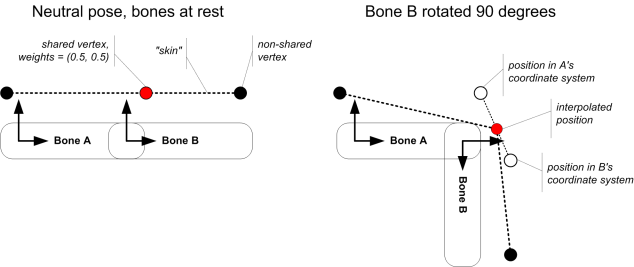 Neutral pose, bones at rest
shared vertex,
weights = (0.5, 0.5)
"skin"
non-shared
vertex
Bone A
Bone B
Bone B rotated 90 degrees
position in A's
coordinate system
interpolated
position
Bone A
position in B's
coordinate system
Bone B